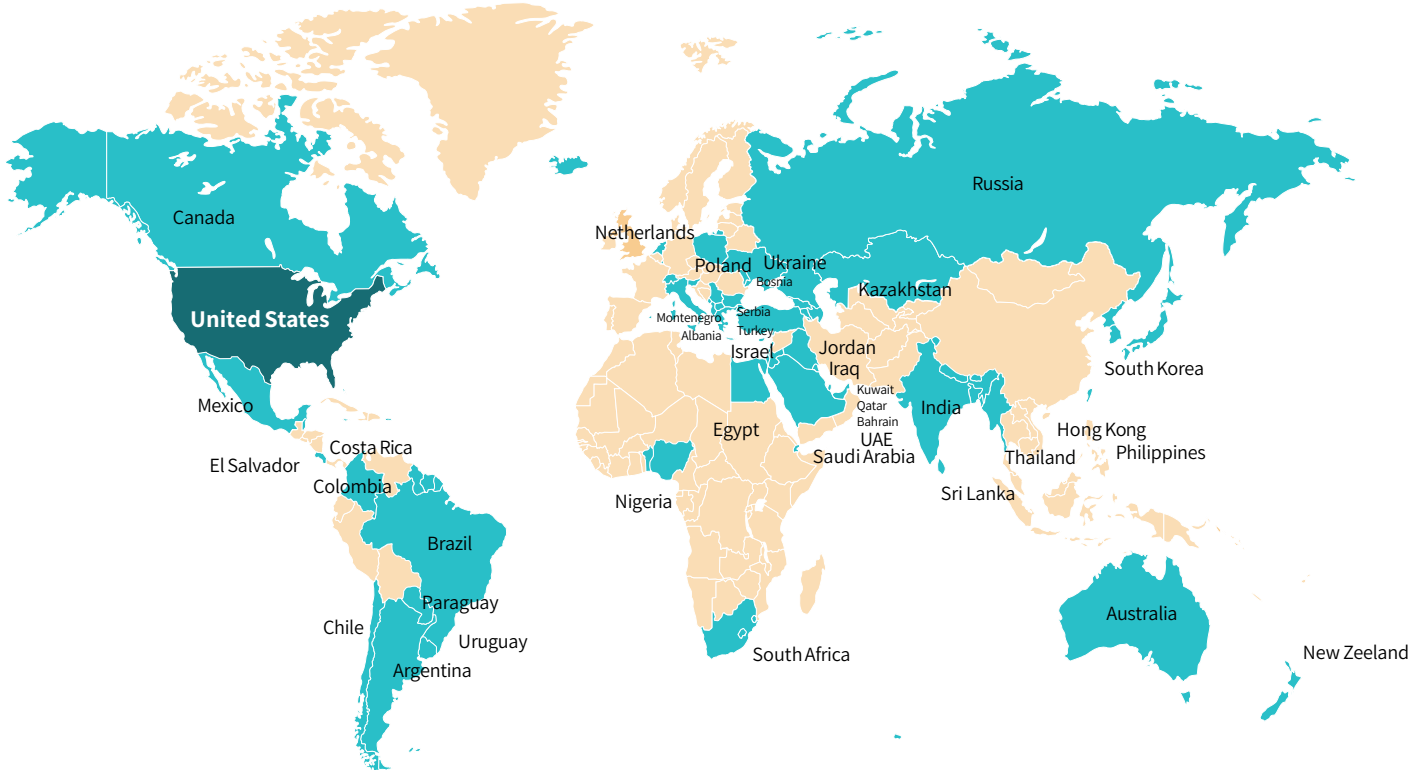 Russia
Canada
Netherlands
Poland
Ukraine
Bosnia
Kazakhstan
United States
Montenegro
Serbia
Albania
Turkey
Israel
Jordan
Iraq
South Korea
Mexico
Kuwait
Qatar
Bahrain
UAE
Saudi Arabia
India
Egypt
Hong Kong
Philippines
Thailand
Costa Rica
El Salvador
Colombia
Nigeria
Sri Lanka
Brazil
Paraguay
Chile
Uruguay
Argentina
South Africa
Australia
New Zeeland